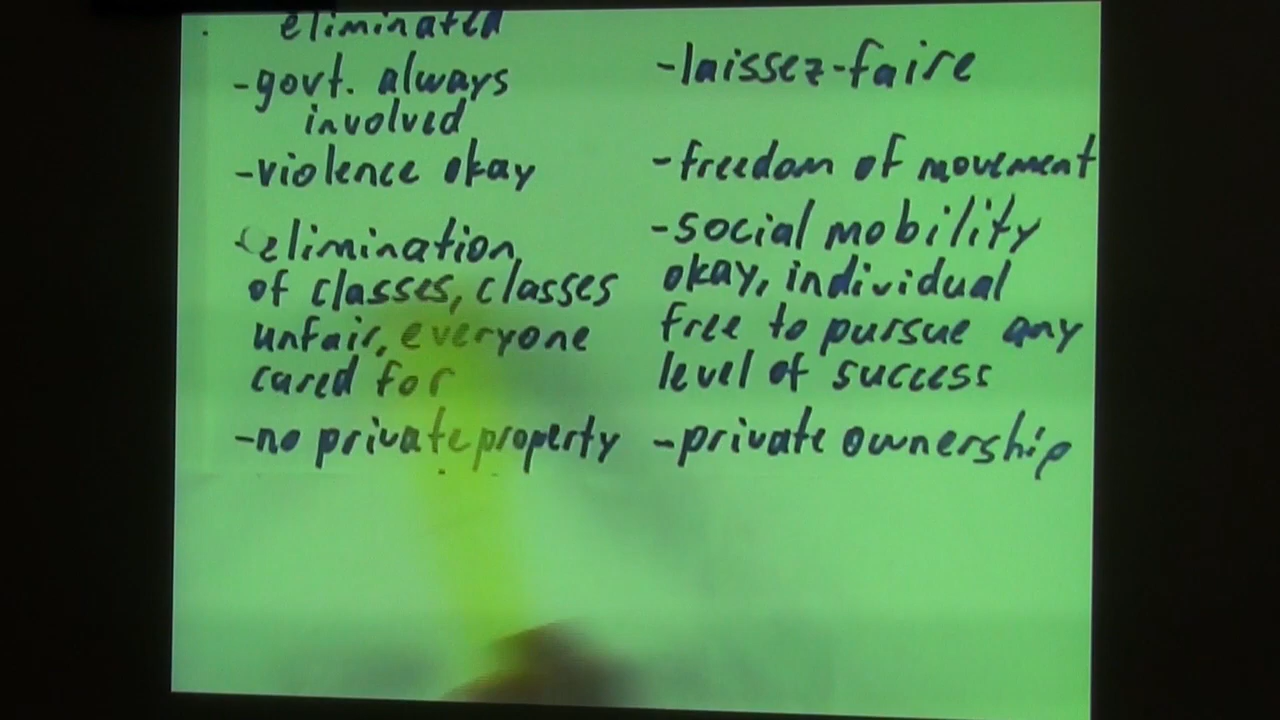 eliminated
-govt. always
involved
-violence okay
-elimination
of classes, classes
unfair, everyone
cared for
-no private property
-laissez-faire
-freedom of movement
-social mobility
okay, individual
free to pursue any
level of success
-private ownership